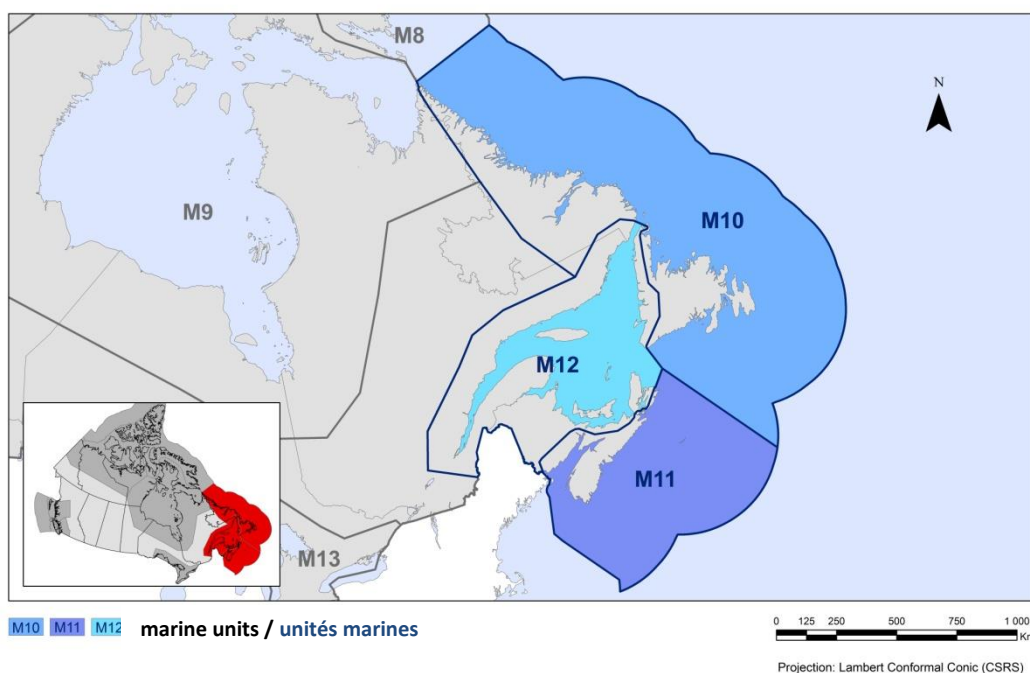 M8
N
M9
M10
M12
M11
M13
M10 M11 M12 marine units / unités marines
0 125 250 500 750 1 000
Km
Projection: Lambert Conformal Conic (CSRS)